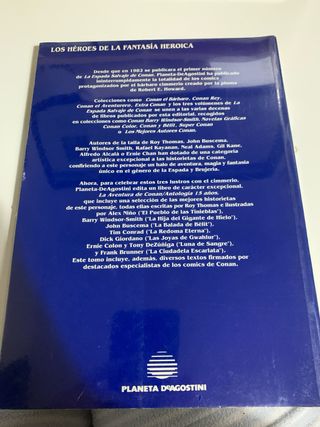 LOS HÉROES DE LA FANTASÍA HEROICA
Desde que en 1982 se publicara el primer número
de La Espada Salvaje de Conan, Planeta-DeAgostini ha publicado
ininterrumpidamente la totalidad de los comics
protagonizados por el bárbaro cimmerio creado por la pluma
de Robert E. Howard.
Colecciones como Conan el Bárbaro, Conan Rey,
Conan el Aventurero, Extra Conan y los tres volúmenes de La
Espada Salvaje de Conan se unen a las varias decenas
de libros publicados por esta editorial, recogidos
en colecciones como Conan Barry Windsor-Smith, Novelas Gráficas
Conan Color, Conan y Bêlit, Super Conan
o Los Mejores Autores Conan.
Autores de la talla de Roy Thomas, John Buscema,
Barry Windsor Smith, Rafael Kayanan, Neal Adams, Gil Kane,
Alfredo Alcalá o Ernie Chan han dotado de una categoría
artística excepcional a las historietas de Conan,
confiriendo a este personaje un halo de aventura, magia y fantasía
único en el género de la Espada y Brujería.
Ahora, para celebrar estos tres lustros con el cimmerio,
Planeta-DeAgostini edita un libro de carácter excepcional,
La Aventura de Conan/Antología 15 años,
que incluye una selección de las mejores historietas
de este personaje, todas ellas escritas por Roy Thomas e ilustradas
por Alex Niño ('El Pueblo de las Tinieblas'),
Barry Windsor-Smith ('La Hija del Gigante de Hielo'),
John Buscema ('La Balada de Bêlit'),
Tim Conrad ('La Redoma Eterna'),
Dick Giordano ('Las Joyas de Gwahlur'),
Ernie Colon y Tony DeZúñiga ('Luna de Sangre'),
y Frank Brunner ('La Ciudadela Escarlata').
Este tomo incluye, además, diversos textos firmados por
destacados especialistas de los comics de Conan.
PLANETA DEAGOSTINI